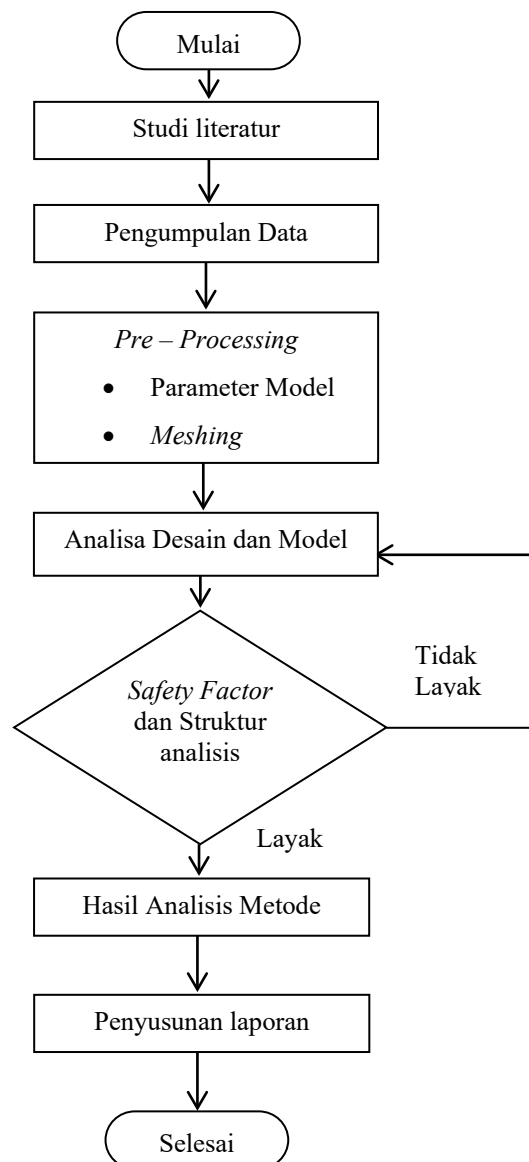 Mulai
Studi literatur
Pengumpulan Data
Pre – Processing
• Parameter Model
• Meshing
Analisa Desain dan Model
Safety Factor
dan Struktur
analisis
Tidak
Layak
Layak
Hasil Analisis Metode
Penyusunan laporan
Selesai